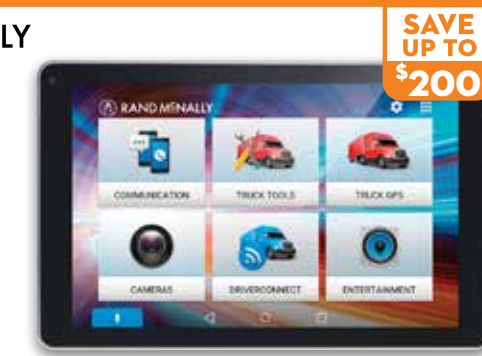 LY
SAVE
UP TO
$200
RAND MCNALLY
COMMUNICATION
TRUCK TOOLS
TRUCK GPS
CAMERAS
DRIVERCONNECT
ENTERTAINMENT